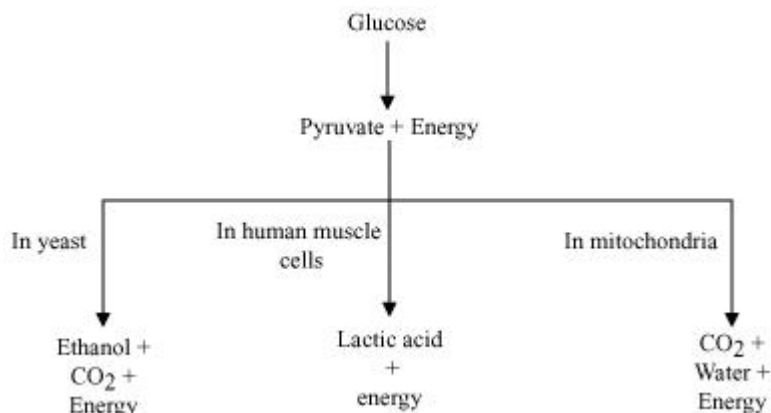 Glucose
Pyruvate + Energy
In yeast
In human muscle
cells
In mitochondria
Ethanol +
CO2 +
Energy
Lactic acid
+
energy
CO2 +
Water +
Energy